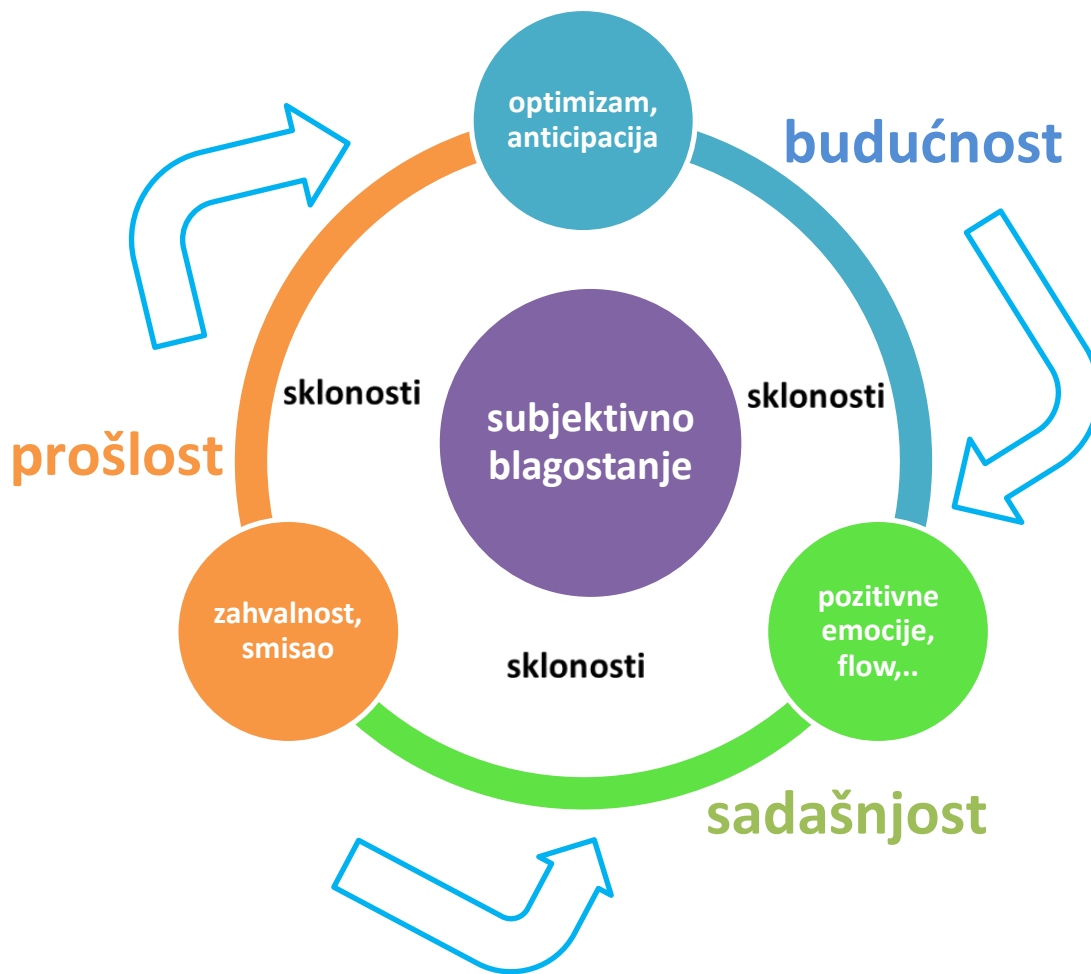 optimizam,
anticipacija
budućnost
sklonosti
sklonosti
subjektivno
blagostanje
prošlost
zahvalnost,
smisao
pozitivne
emocije,
flow,..
sklonosti
sadašnjost